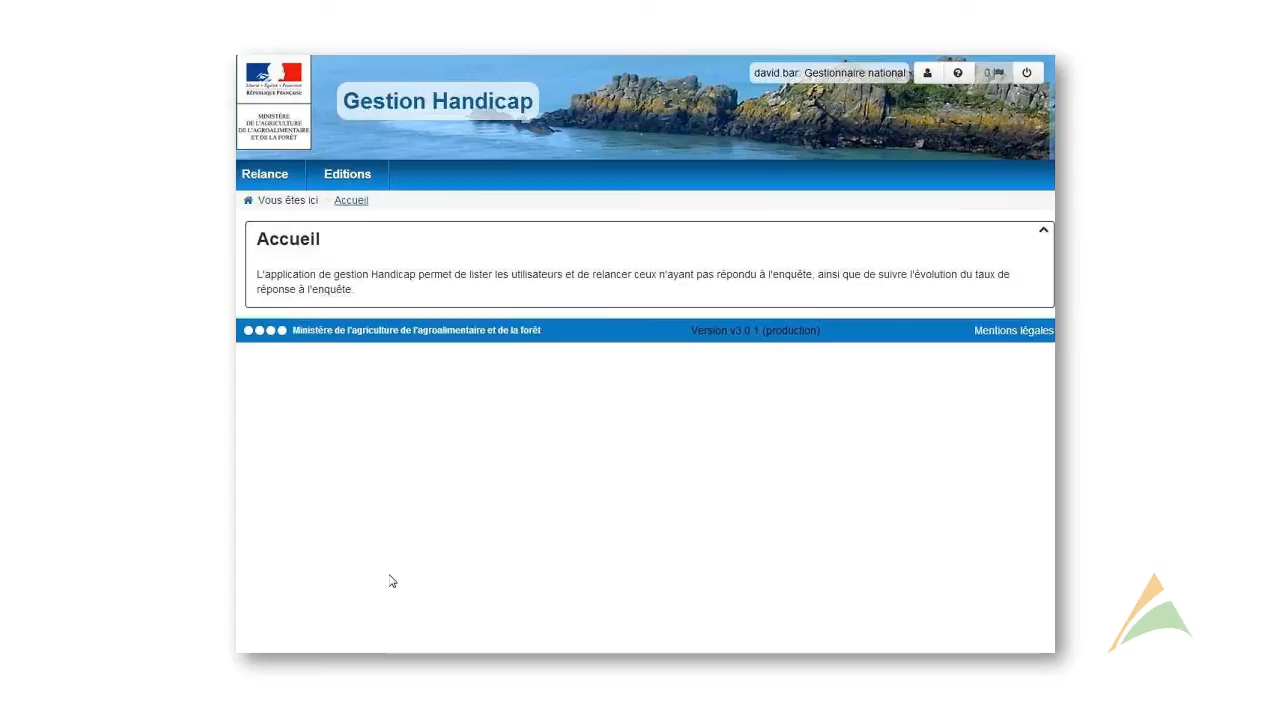 Liberté • Égalité • Fraternité
RÉPUBLIQUE FRANÇAISE
MINISTÈRE
DE L'AGRICULTURE
DE L'AGROALIMENTAIRE
ET DE LA FORÊT
Gestion Handicap
david.bar: Gestionnaire national
0
Relance
Editions
Vous êtes ici
Accueil
Accueil
L'application de gestion Handicap permet de lister les utilisateurs et de relancer ceux n'ayant pas répondu à l'enquête, ainsi que de suivre l'évolution du taux de
réponse à l'enquête.
Ministère de l'agriculture de l'agroalimentaire et de la forêt
Version v3.0.1 (production)
Mentions légales